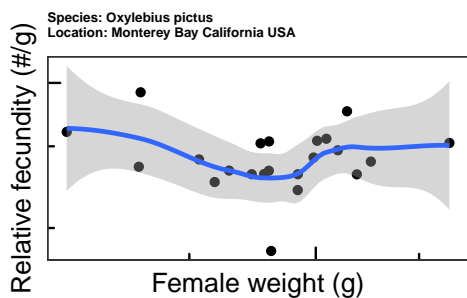 Species: Oxylebius pictus
Location: Monterey Bay California USA
Relative fecundity (#/g)
Female weight (g)